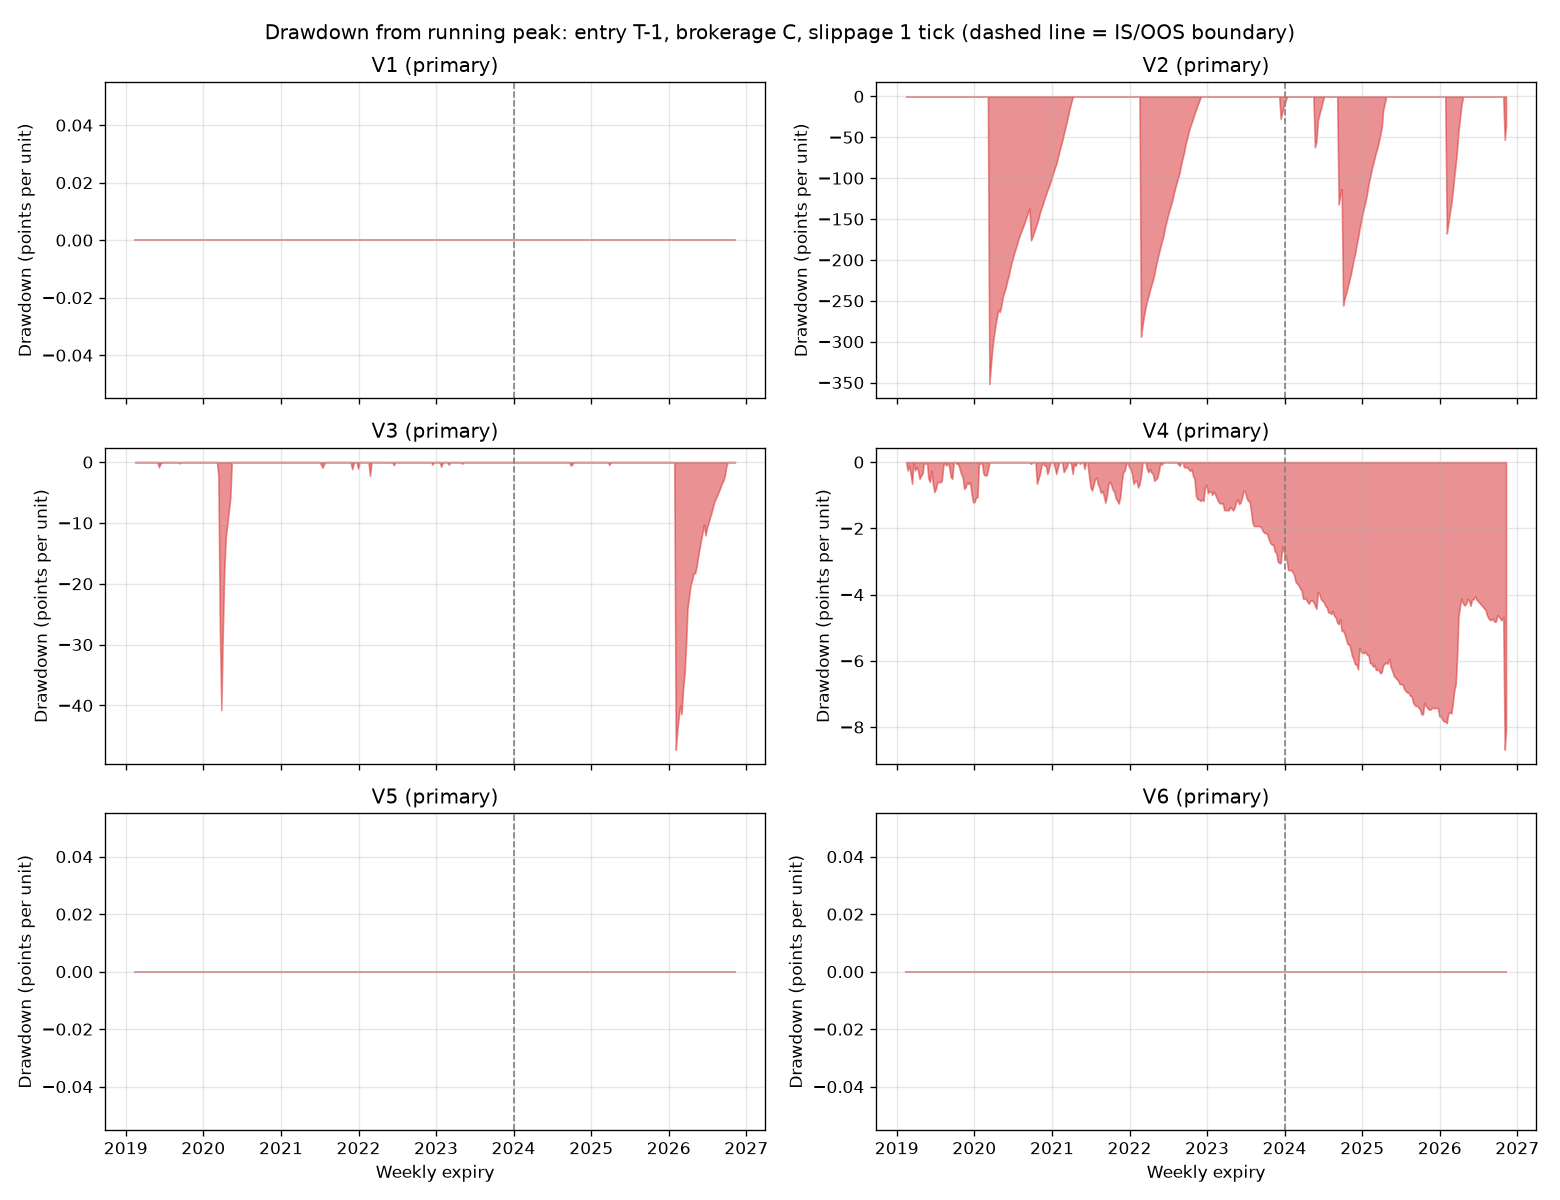 Drawdown from running peak: entry T-1, brokerage C, slippage 1 tick (dashed line = IS/OOS boundary)
V1 (primary)
Drawdown (points per unit)
0.04
0.02
0.00
−0.02
−0.04
V2 (primary)
Drawdown (points per unit)
0
−50
−100
−150
−200
−250
−300
−350
V3 (primary)
Drawdown (points per unit)
0
−10
−20
−30
−40
V4 (primary)
Drawdown (points per unit)
0
−2
−4
−6
−8
V5 (primary)
Drawdown (points per unit)
0.04
0.02
0.00
−0.02
−0.04
2019 2020 2021 2022 2023 2024 2025 2026 2027
Weekly expiry
V6 (primary)
Drawdown (points per unit)
0.04
0.02
0.00
−0.02
−0.04
2019 2020 2021 2022 2023 2024 2025 2026 2027
Weekly expiry